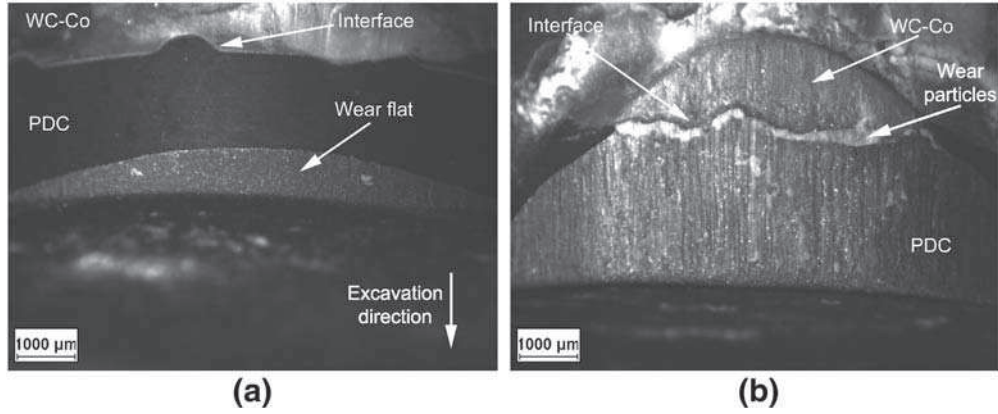 WC-Co
Interface
PDC
Wear flat
Excavation
direction
1000 µm
(a)
Interface
WC-Co
Wear
particles
PDC
1000 µm
(b)